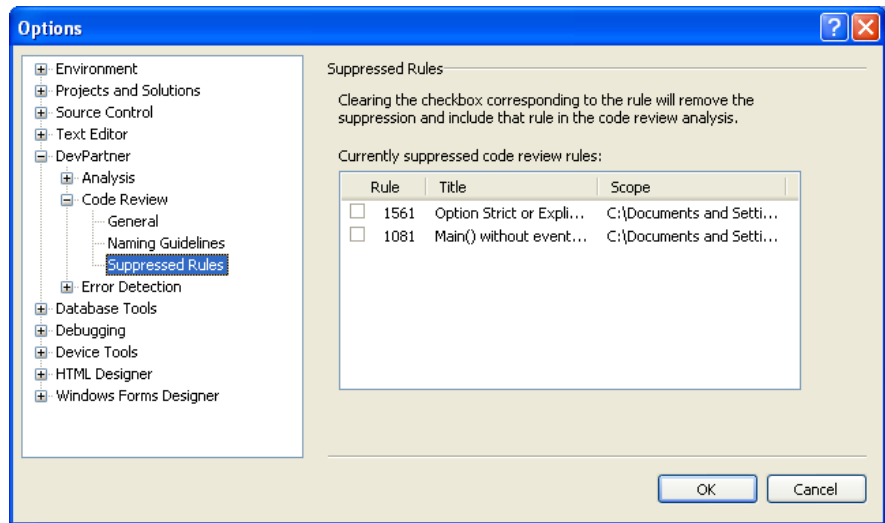 Options
Environment
Projects and Solutions
Source Control
Text Editor
DevPartner
Analysis
Code Review
General
Naming Guidelines
Suppressed Rules
Error Detection
Database Tools
Debugging
Device Tools
HTML Designer
Windows Forms Designer
Suppressed Rules
Clearing the checkbox corresponding to the rule will remove the
suppression and include that rule in the code review analysis.
Currently suppressed code review rules:
Rule Title Scope
1561 Option Strict or Expli... C:\Documents and Setti...
1081 Main() without event... C:\Documents and Setti...
OK Cancel